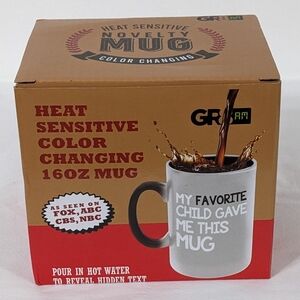 HEAT SENSITIVE
NOVELTY
MUG
COLOR CHANGING
GR8AM
HEAT
SENSITIVE
COLOR
CHANGING
16OZ MUG
AS SEEN ON
FOX, ABC
CBS, NBC
MY FAVORITE
CHILD GAVE
ME THIS
MUG
POUR IN HOT WATER
TO REVEAL HIDDEN TEXT